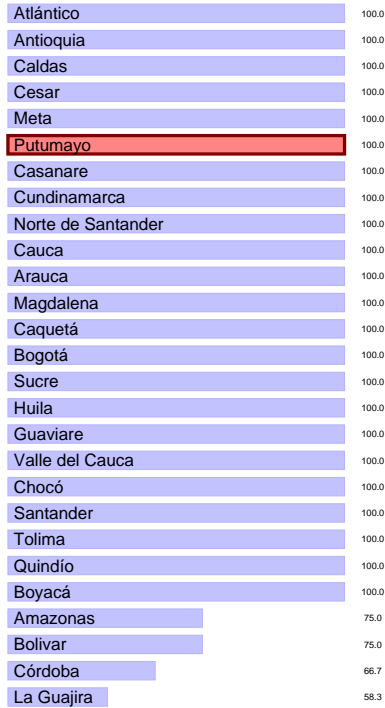 Atlántico 100.0
Antioquia 100.0
Caldas 100.0
Cesar 100.0
Meta 100.0
Putumayo 100.0
Casanare 100.0
Cundinamarca 100.0
Norte de Santander 100.0
Cauca 100.0
Arauca 100.0
Magdalena 100.0
Caquetá 100.0
Bogotá 100.0
Sucre 100.0
Huila 100.0
Guaviare 100.0
Valle del Cauca 100.0
Chocó 100.0
Santander 100.0
Tolima 100.0
Quindío 100.0
Boyacá 100.0
Amazonas 75.0
Bolivar 75.0
Córdoba 66.7
La Guajira 58.3